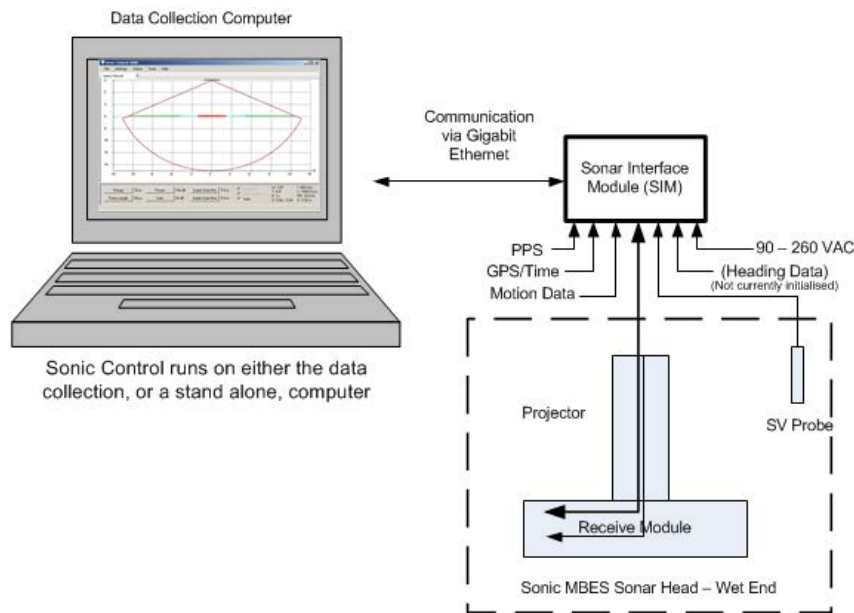 Data Collection Computer
Communication
via Gigabit
Ethernet
Sonar Interface
Module (SIM)
PPS
GPS/Time
Motion Data
90 – 260 VAC
(Heading Data)
(Not currently initialised)
Sonic Control runs on either the data
collection, or a stand alone, computer
Projector
SV Probe
Receive Module
Sonic MBES Sonar Head – Wet End